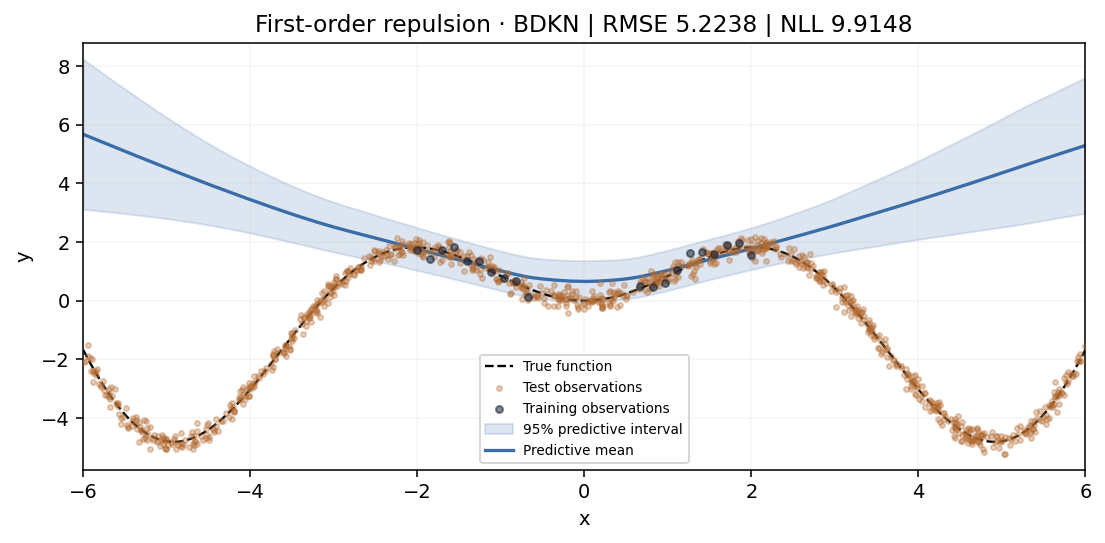 First-order repulsion · BDKN | RMSE 5.2238 | NLL 9.9148
8
6
4
2
0
−2
−4
y
True function
Test observations
Training observations
95% predictive interval
Predictive mean
−6 −4 −2 0 2 4 6
x